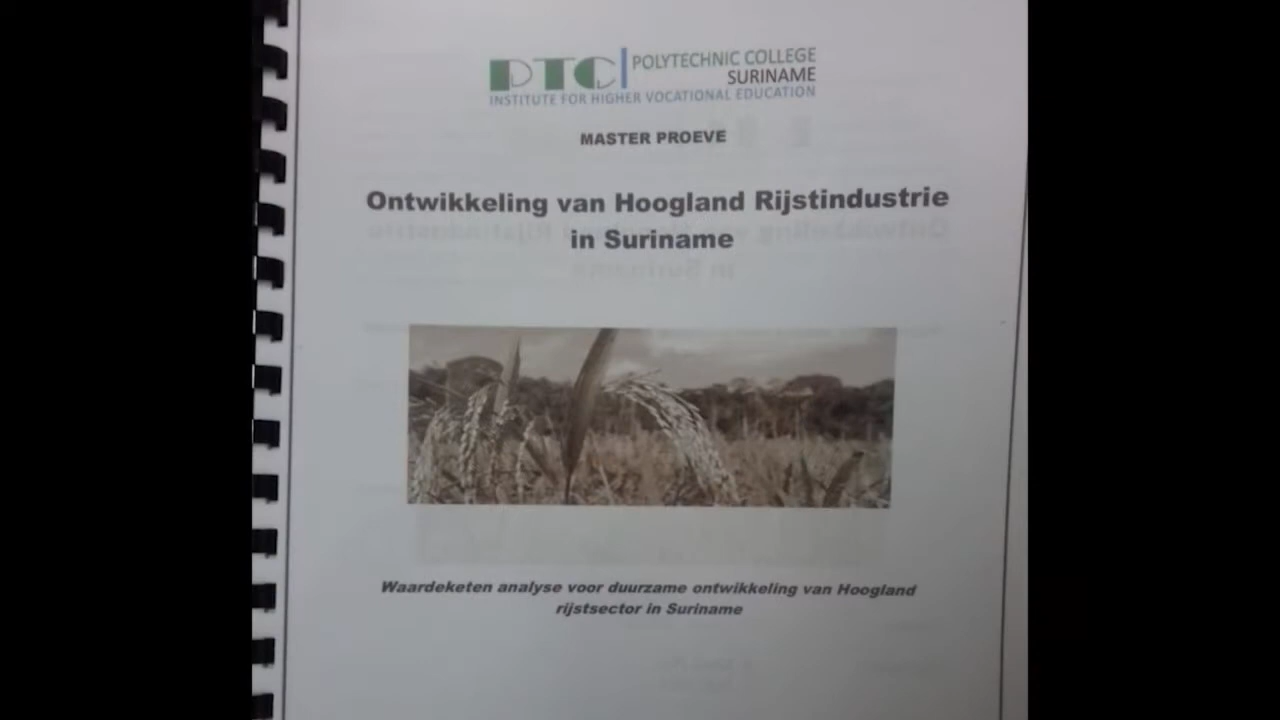 PTC POLYTECHNIC COLLEGE
SURINAME
INSTITUTE FOR HIGHER VOCATIONAL EDUCATION
MASTER PROEVE
Ontwikkeling van Hoogland Rijstindustrie
in Suriname
Waardeketen analyse voor duurzame ontwikkeling van Hoogland
rijstsector in Suriname